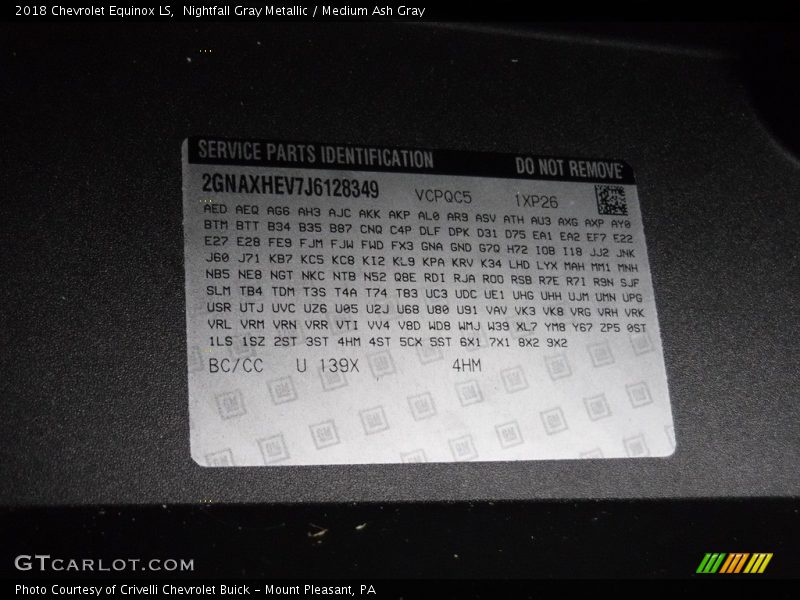 2018 Chevrolet Equinox LS,  Nightfall Gray Metallic / Medium Ash Gray
SERVICE PARTS IDENTIFICATION DO NOT REMOVE
2GNAXHEV7J6128349 VCPQC5 1XP26
AED AEQ AG6 AH3 AJC AKK AKP AL0 AR9 ASV ATH AU3 AXG AXP AY0
BTM BTT B34 B35 B87 CNQ C4P DLF DPK D31 D75 EA1 EA2 EF7 E22
E27 E28 FE9 FJM FJW FWD FX3 GNA GND G7Q H72 IOB I18 JJ2 JNK
J60 J71 KB7 KC5 KC8 K12 KL9 KPA KRV K34 LHD LYX MAH MM1 MNH
NB5 NE8 NGT NKC NTB N52 Q8E RDI RJA ROO RSB R7E R71 R9N SJF
SLM TB4 TDM T3S T4A T74 T83 UC3 UDC UE1 UHG UHH UJM UMN UPG
USR UTJ UVC UZ6 U05 U2J U68 U80 U91 VAV VK3 VKB VRG VRH VRK
VRL VRM VRN VRR VTI VV4 V8D WD8 WMJ W39 XL7 YM8 Y67 ZP5 0ST
1LS 1SZ 2ST 3ST 4HM 4ST 5CX 5ST 6X1 7X1 8X2 9X2
BC/CC U 139X 4HM
GTCARLOT.COM
Photo Courtesy of Crivelli Chevrolet Buick - Mount Pleasant, PA